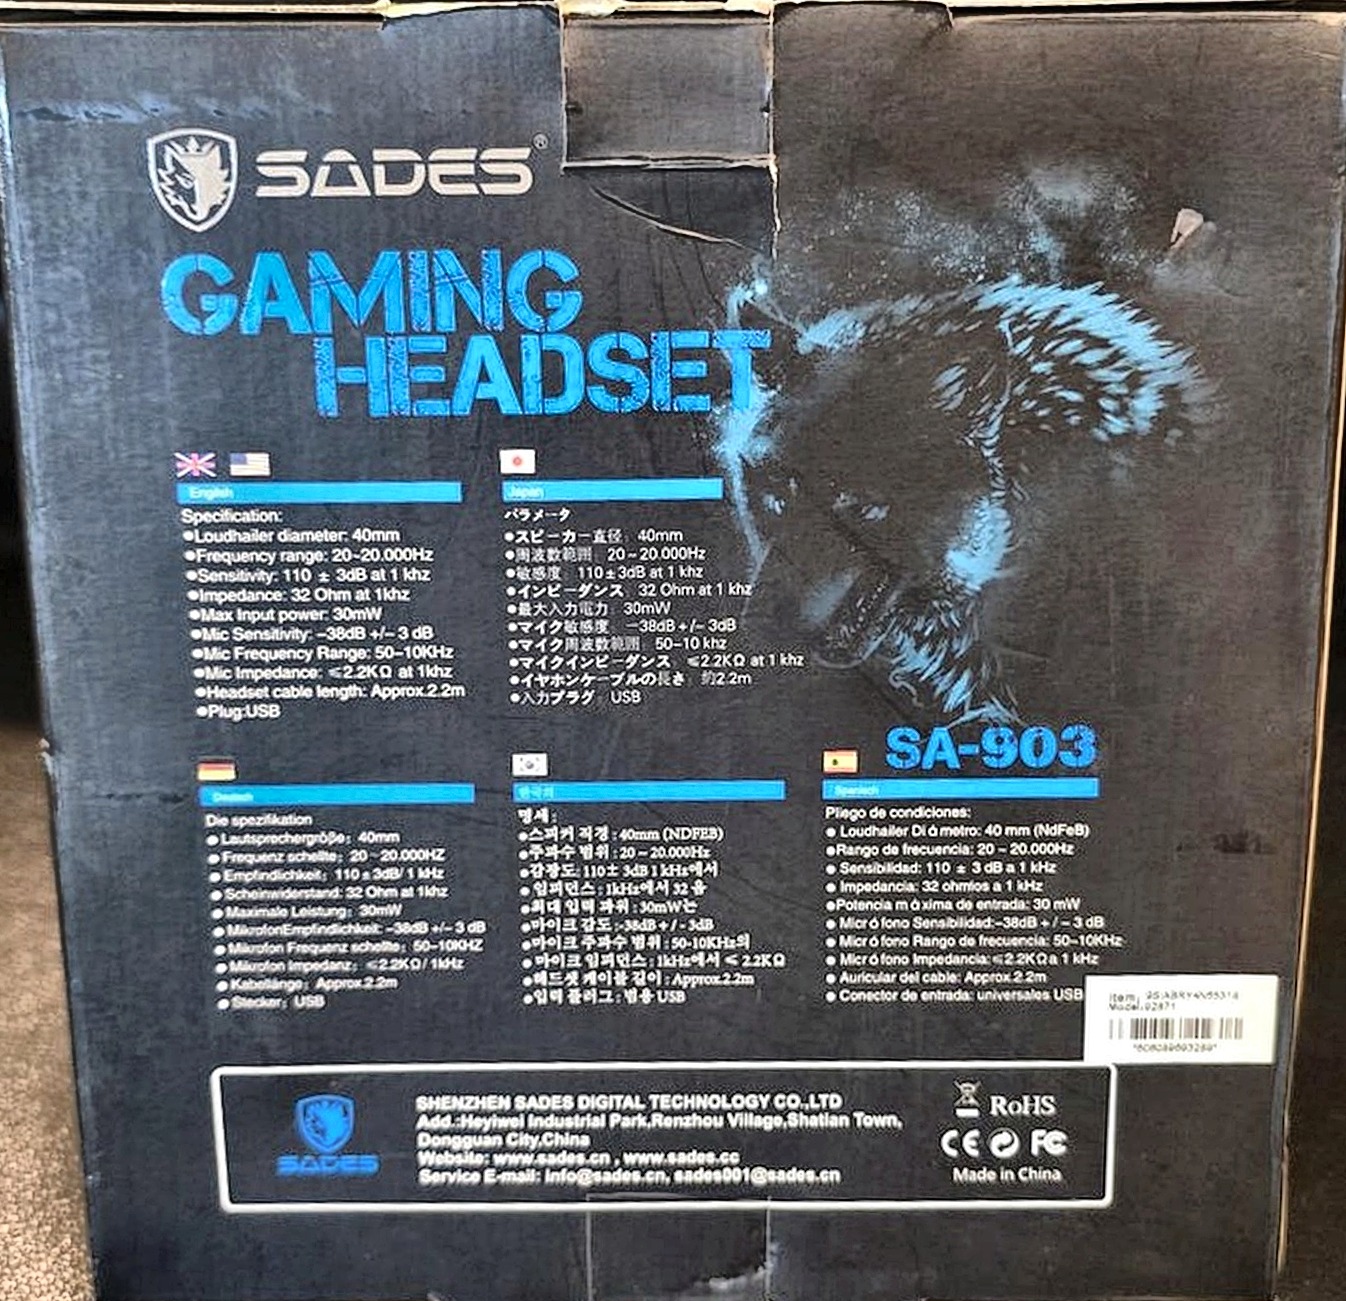 SADES®
GAMING
HEADSET
English
Specification:
●Loudhailer diameter: 40mm
●Frequency range: 20~20.000Hz
●Sensitivity: 110 ± 3dB at 1 khz
●Impedance: 32 Ohm at 1khz
●Max Input power: 30mW
●Mic Sensitivity: –38dB +/– 3 dB
●Mic Frequency Range: 50–10KHz
●Mic Impedance: ≤2.2KΩ at 1khz
●Headset cable length: Approx.2.2m
●Plug:USB
Japan
パラメータ
●スピーカー直径 40mm
●周波数範囲 20~20.000Hz
●敏感度 110±3dB at 1 khz
●インピーダンス 32 Ohm at 1 khz
●最大入力電力 30mW
●マイク敏感度 –38dB +/– 3dB
●マイク周波数範囲 50–10 khz
●マイクインピーダンス ≤2.2KΩ at 1 khz
●イヤホンケーブルの長さ 約2.2m
●入力プラグ USB
SA-903
Deutsch
Die spezifikation
● Lautsprechergröße: 40mm
● Frequenz schellte: 20~20.000HZ
● Empfindlichkeit: 110±3dB/ 1 kHz
● Scheinwiderstand: 32 Ohm at 1khz
● Maximale Leistung: 30mW
● MikrofonEmpfindlichkeit: –38dB +/– 3 dB
● Mikrofon Frequenz schellte: 50–10KHZ
● Mikrofon Impedanz: ≤2.2KΩ/ 1kHz
● Kabellänge: Approx.2.2m
● Stecker: USB
명세 :
●스피커 직경 : 40mm (NDFEB)
●주파수 범위 : 20 ~ 20.000Hz
●감광도: 110± 3dB 1 kHz에서
● 임피던스 : 1kHz에서 32 옴
●최대 입력 파워 : 30mW는
●마이크 감도 :-38dB + / - 3dB
●마이크 주파수 범위 : 50-10KHz의
● 마이크 임피던스 : 1kHz에서 ≤ 2.2KΩ
●헤드셋 케이블 길이 : Approx.2.2m
●입력 플러그 : 범용 USB
Spanisch
Pliego de condiciones:
● Loudhailer Di á metro: 40 mm (NdFeB)
●Rango de frecuencia: 20 ~ 20.000Hz
● Sensibilidad: 110 ± 3 dB a 1 kHz
● Impedancia: 32 ohmios a 1 kHz
●Potencia m á xima de entrada: 30 mW
● Micr ó fono Sensibilidad:–38dB + / – 3 dB
● Micr ó fono Rango de frecuencia: 50–10KHz
● Micr ó fono Impedancia:≤2.2KΩa 1 kHz
● Auricular del cable: Approx.2.2m
● Conector de entrada: universales USB
Item:
Model:92871
SHENZHEN SADES DIGITAL TECHNOLOGY CO.,LTD
Add.:Heyiwei Industrial Park,Renzhou Village,Shatian Town,
Dongguan City,China
Website: www.sades.cn , www.sades.cc
Service E-mail: info@sades.cn, sades001@sades.cn
SADES
RoHS
CE FC
Made in China